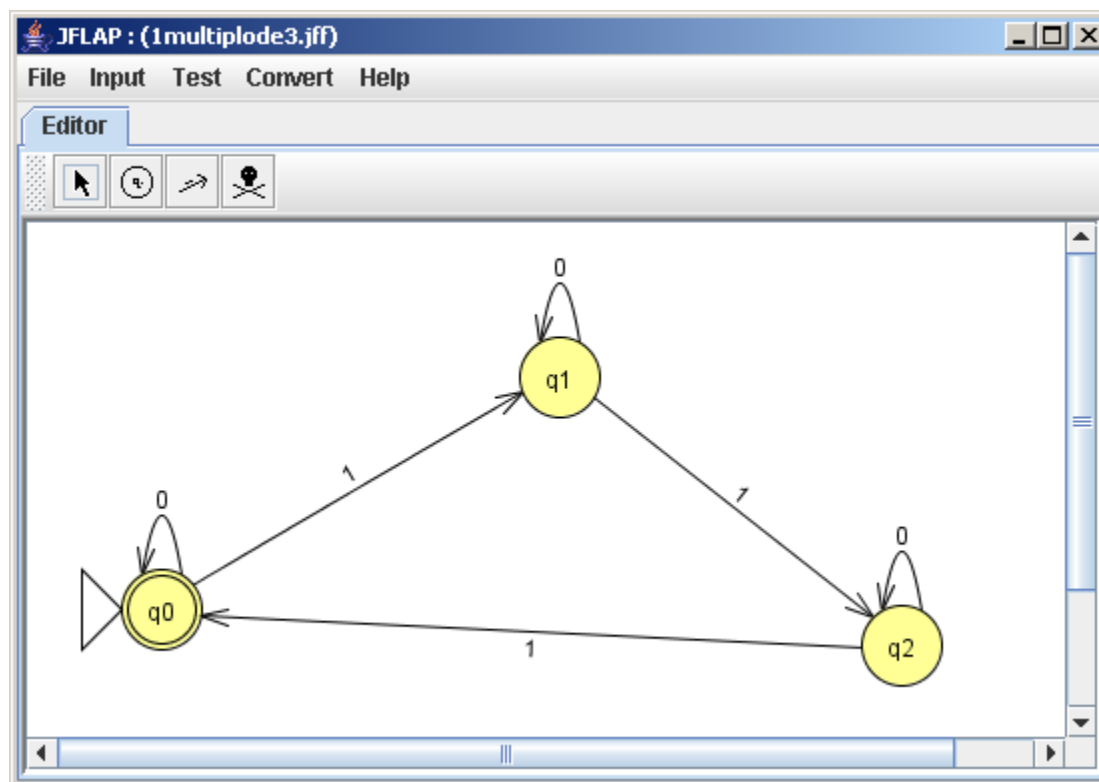 JFLAP : (1multiplode3.jff)
File Input Test Convert Help
Editor
q
0
q1
1
1
0
0
q0
1
q2